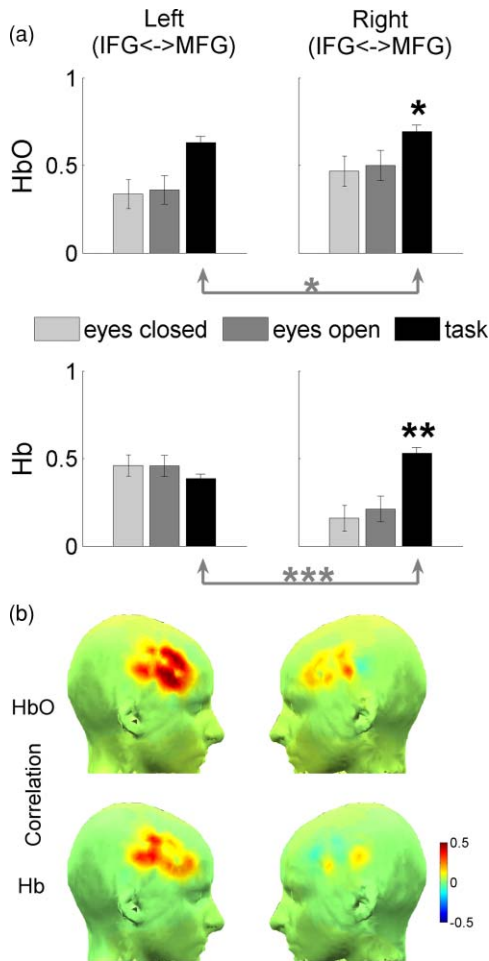 (a)
Left
(IFG<->MFG)
Right
(IFG<->MFG)
HbO
1
0.5
0
*
*
eyes closed
eyes open
task
Hb
1
0.5
0
**
***
(b)
HbO
Correlation
Hb
0.5
0
-0.5